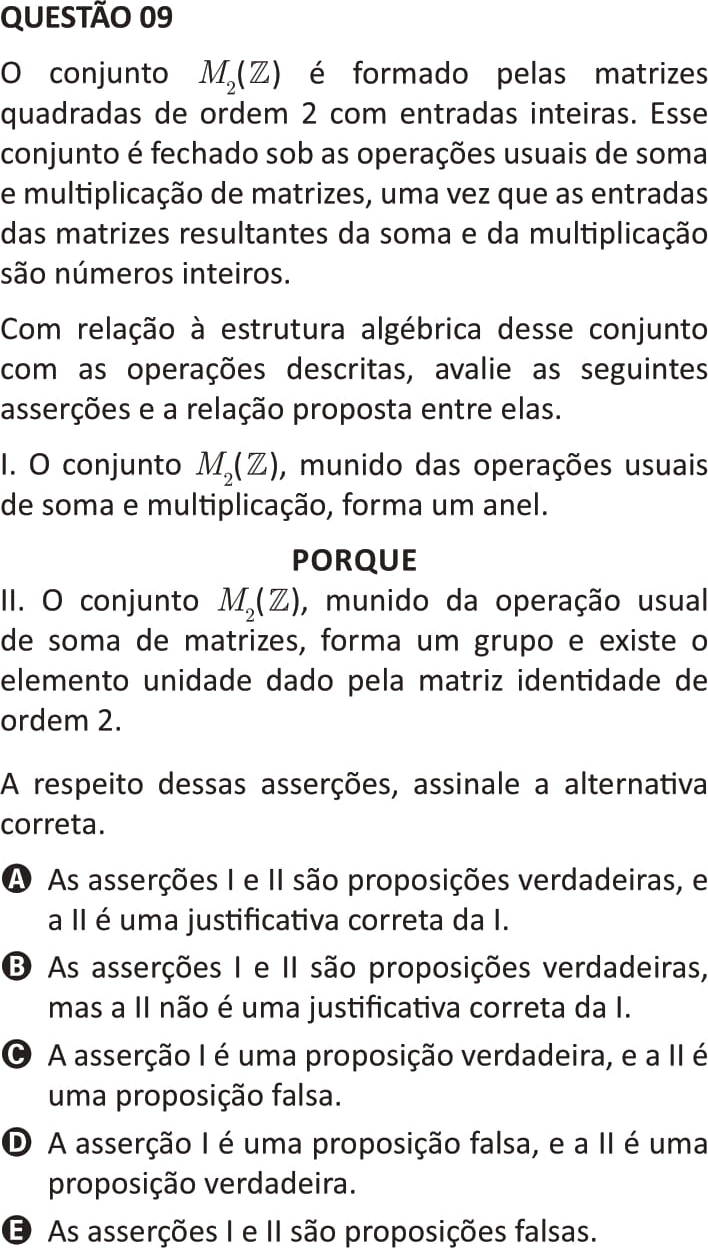 QUESTÃO 09
O conjunto M₂(ℤ) é formado pelas matrizes
quadradas de ordem 2 com entradas inteiras. Esse
conjunto é fechado sob as operações usuais de soma
e multiplicação de matrizes, uma vez que as entradas
das matrizes resultantes da soma e da multiplicação
são números inteiros.
Com relação à estrutura algébrica desse conjunto
com as operações descritas, avalie as seguintes
asserções e a relação proposta entre elas.
I. O conjunto M₂(ℤ), munido das operações usuais
de soma e multiplicação, forma um anel.
PORQUE
II. O conjunto M₂(ℤ), munido da operação usual
de soma de matrizes, forma um grupo e existe o
elemento unidade dado pela matriz identidade de
ordem 2.
A respeito dessas asserções, assinale a alternativa
correta.
A As asserções I e II são proposições verdadeiras, e
a II é uma justificativa correta da I.
B As asserções I e II são proposições verdadeiras,
mas a II não é uma justificativa correta da I.
C A asserção I é uma proposição verdadeira, e a II é
uma proposição falsa.
D A asserção I é uma proposição falsa, e a II é uma
proposição verdadeira.
E As asserções I e II são proposições falsas.